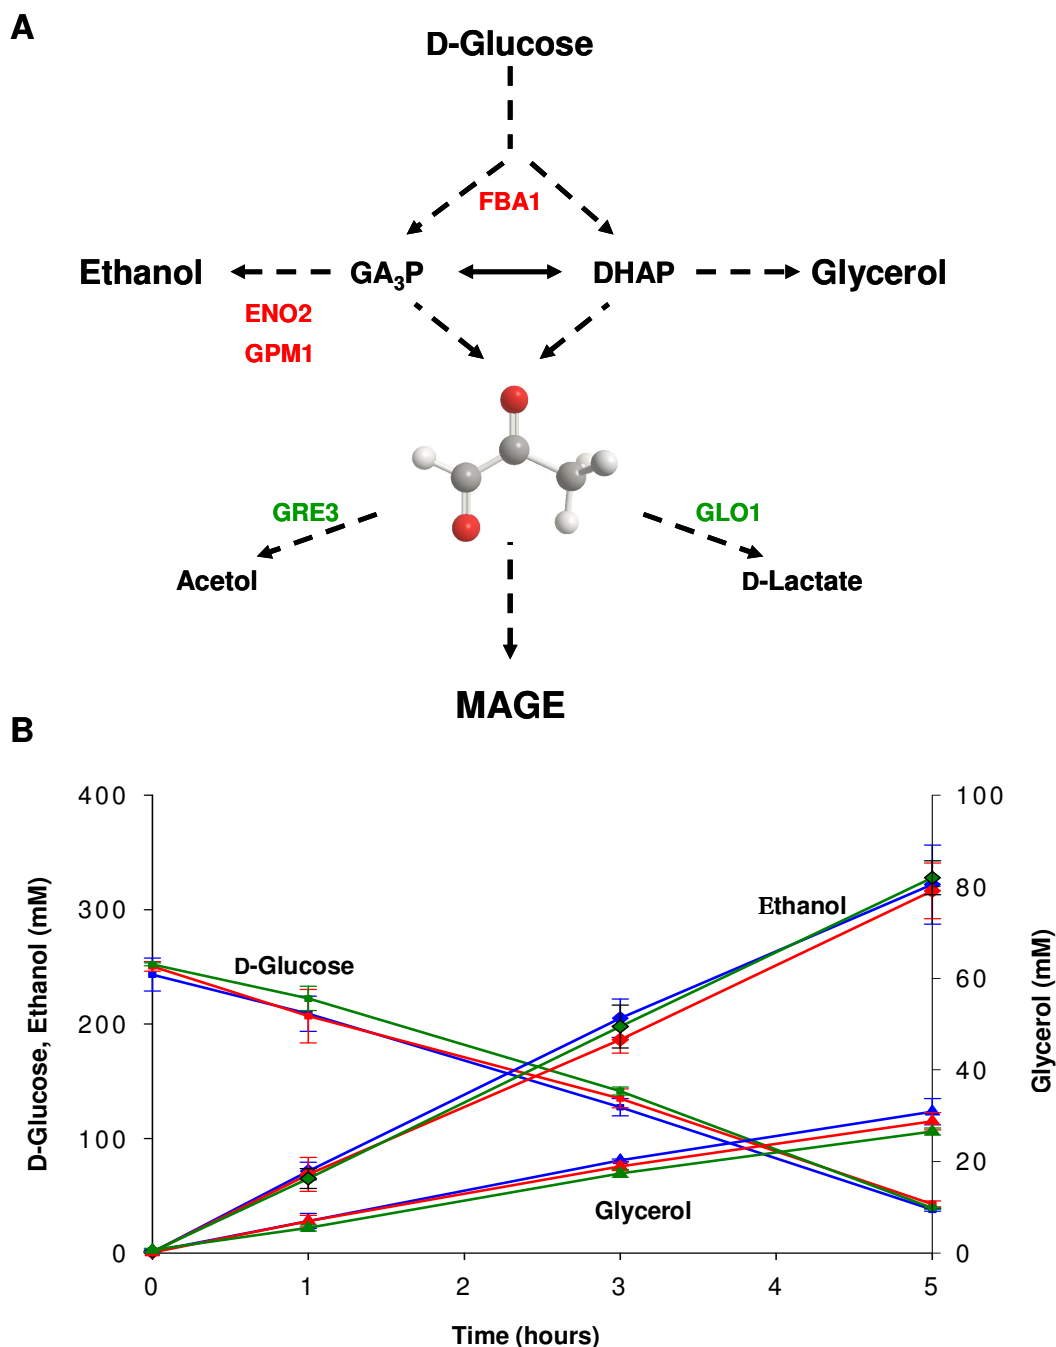 A
D-Glucose
FBA1
Ethanol
GA3P
DHAP
Glycerol
ENO2
GPM1
GRE3
GLO1
Acetol
D-Lactate
MAGE
B
400
100
300
80
Ethanol
D-Glucose
60
200
40
100
20
Glycerol
0
0
0
1
2
3
4
5
Time (hours)
D-Glucose, Ethanol (mM)
Glycerol (mM)